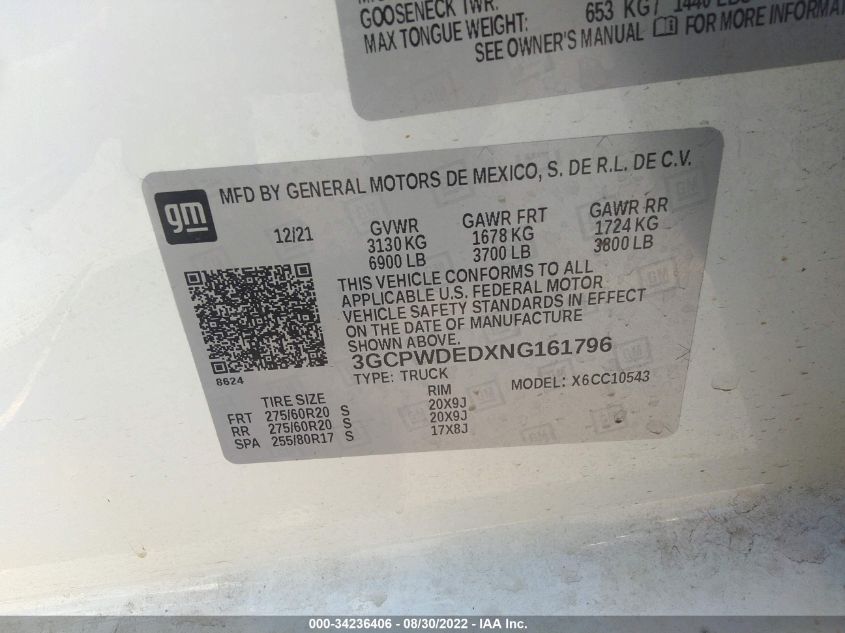 GOOSENECK TWR:
MAX TONGUE WEIGHT: 653 KG / 1440 LBS
SEE OWNER'S MANUAL FOR MORE INFORMA
gm
MFD BY GENERAL MOTORS DE MEXICO, S. DE R.L. DE C.V.
12/21 GVWR GAWR FRT GAWR RR
3130 KG 1678 KG 1724 KG
6900 LB 3700 LB 3800 LB
THIS VEHICLE CONFORMS TO ALL
APPLICABLE U.S. FEDERAL MOTOR
VEHICLE SAFETY STANDARDS IN EFFECT
ON THE DATE OF MANUFACTURE
SHOWN ABOVE.
3GCPWDEDXNG161796
8624
TYPE: TRUCK MODEL: X6CC10543
TIRE SIZE RIM
FRT 275/60R20 S 20X9J
RR 275/60R20 S 20X9J
SPA 255/80R17 S 17X8J
000-34236406 - 08/30/2022 - IAA Inc.